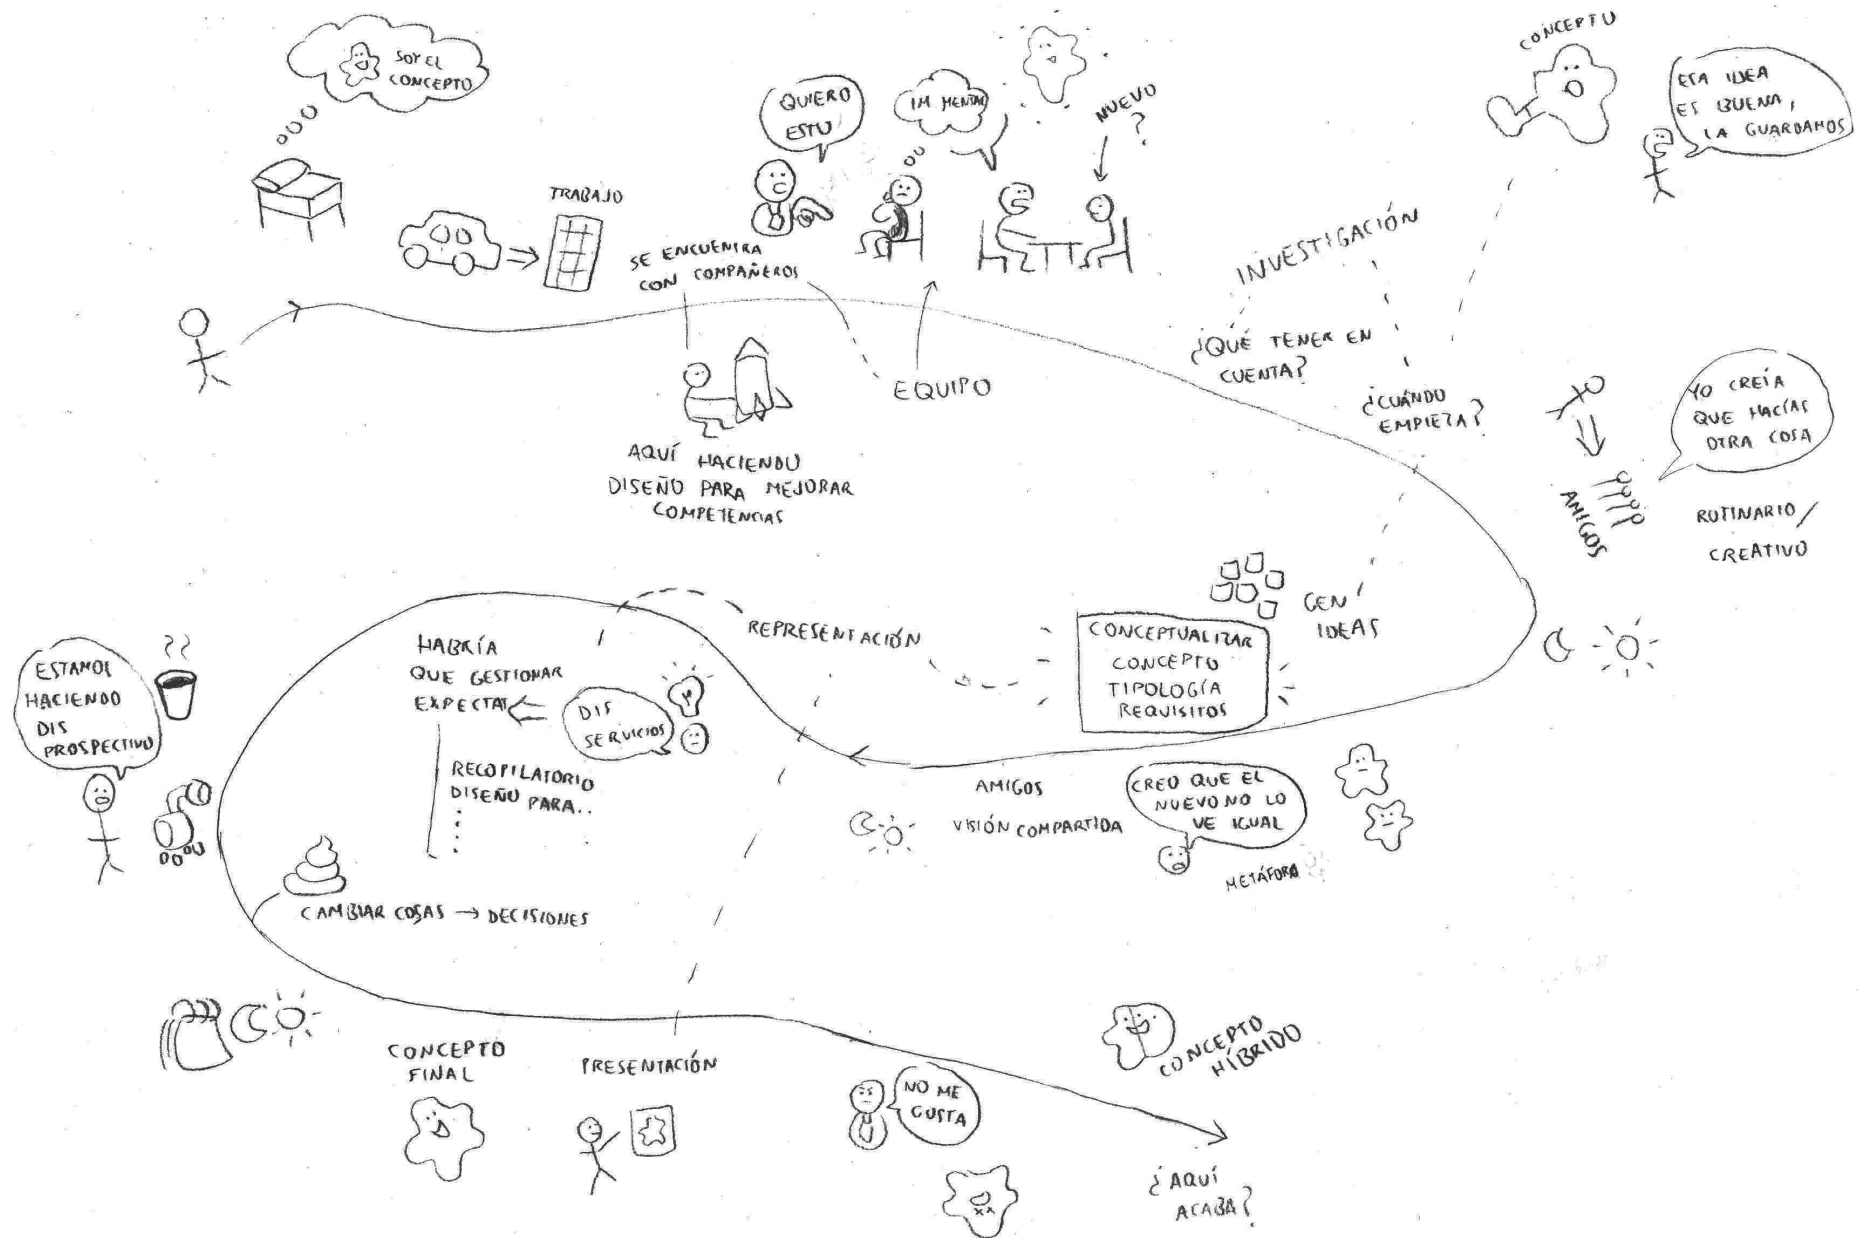 SOY EL
CONCEPTO
TRABAJO
SE ENCUENTRA
CON COMPAÑEROS
QUIERO
ESTO
IM MENTAL
NUEVO
?
CONCEPTO
ESA IDEA
ES BUENA,
LA GUARDAMOS
INVESTIGACIÓN
¿QUÉ TENER EN
CUENTA?
¿CUÁNDO
EMPIEZA?
EQUIPO
AQUÍ HACIENDO
DISEÑO PARA MEJORAR
COMPETENCIAS
YO CREÍA
QUE HACÍAS
OTRA COSA
AMIGOS
RUTINARIO /
CREATIVO
GEN
IDEAS
CONCEPTUALIZAR
CONCEPTO
TIPOLOGÍA
REQUISITOS
REPRESENTACIÓN
HABRÍA
QUE GESTIONAR
EXPECTAT
DIS
SERVICIOS
RECOPILATORIO
DISEÑO PARA..
ESTAMOS
HACIENDO
DIS
PROSPECTIVO
AMIGOS
VISIÓN COMPARTIDA
CREO QUE EL
NUEVO NO LO
VE IGUAL
METÁFORA
CAMBIAR COSAS → DECISIONES
CONCEPTO
FINAL
PRESENTACIÓN
NO ME
GUSTA
CONCEPTO
HÍBRIDO
¿AQUÍ
ACABA?